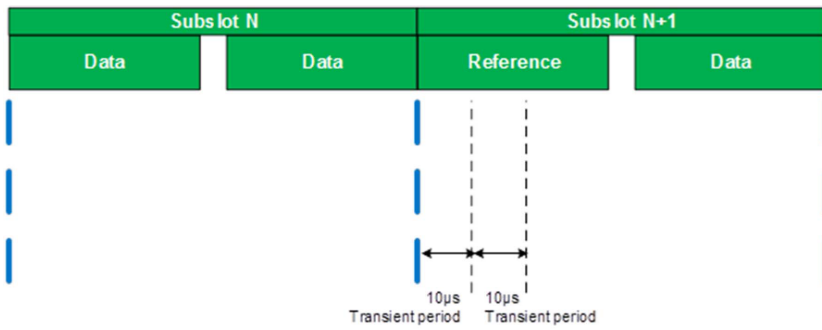 Subslot N Subslot N+1
Data Data Reference Data
10µs 10µs
Transient period Transient period